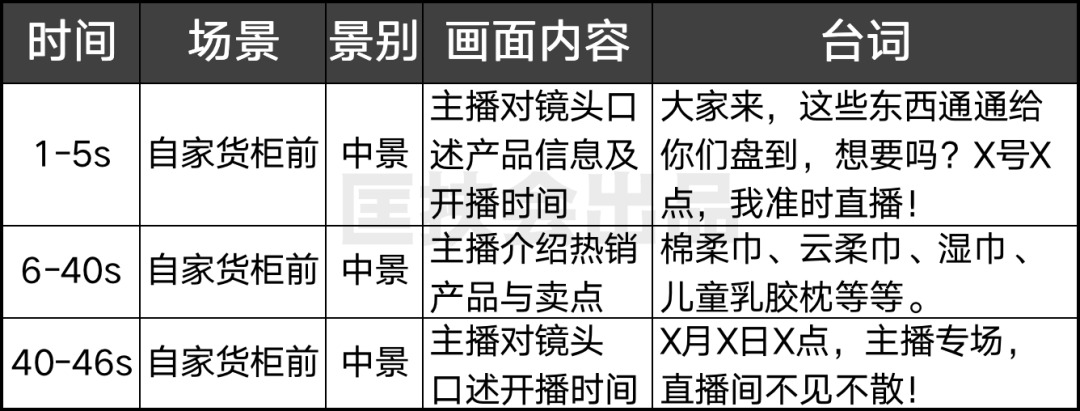 时间 场景 景别 画面内容 台词
1-5s 自家货柜前 中景 主播对镜头口 大家来，这些东西通通给
述产品信息及 你们盘到，想要吗？X号X
开播时间 点，我准时直播！
6-40s 自家货柜前 中景 主播介绍热销 棉柔巾、云柔巾、湿巾、
产品与卖点 儿童乳胶枕等等。
40-46s 自家货柜前 中景 主播对镜头 X月X日X点，主播专场，
口述开播时间 直播间不见不散！
匡扶会出品